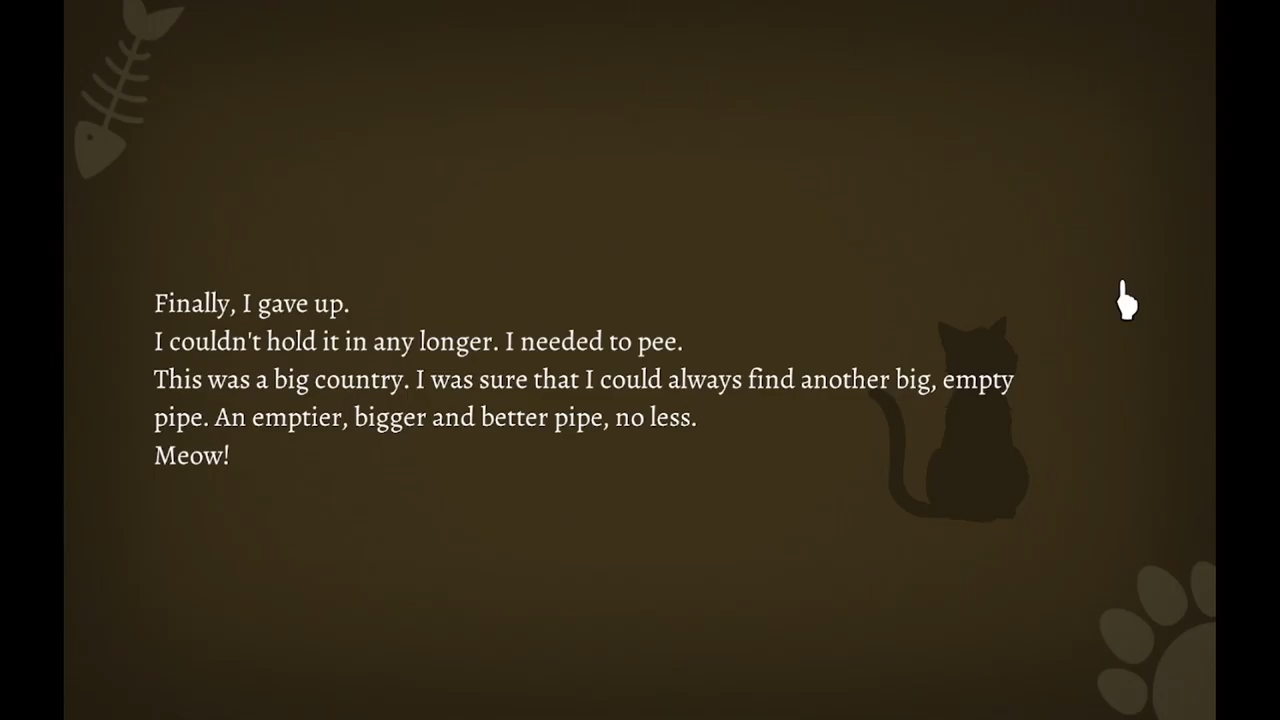 Finally, I gave up.
I couldn't hold it in any longer. I needed to pee.
This was a big country. I was sure that I could always find another big, empty
pipe. An emptier, bigger and better pipe, no less.
Meow!